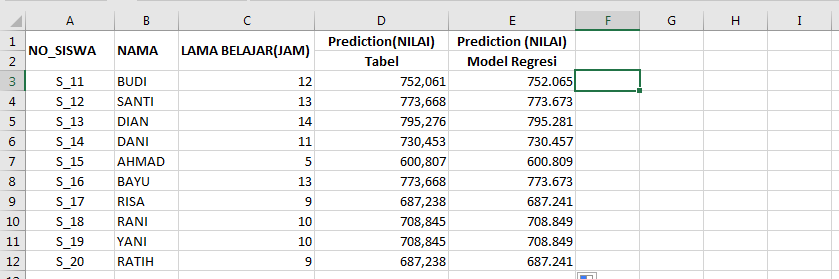 A B C D E F G H I
1 NO_SISWA NAMA LAMA BELAJAR(JAM) Prediction(NILAI) Prediction (NILAI)
2 Tabel Model Regresi
3 S_11 BUDI 12 752,061 752.065
4 S_12 SANTI 13 773,668 773.673
5 S_13 DIAN 14 795,276 795.281
6 S_14 DANI 11 730,453 730.457
7 S_15 AHMAD 5 600,807 600.809
8 S_16 BAYU 13 773,668 773.673
9 S_17 RISA 9 687,238 687.241
10 S_18 RANI 10 708,845 708.849
11 S_19 YANI 10 708,845 708.849
12 S_20 RATIH 9 687,238 687.241